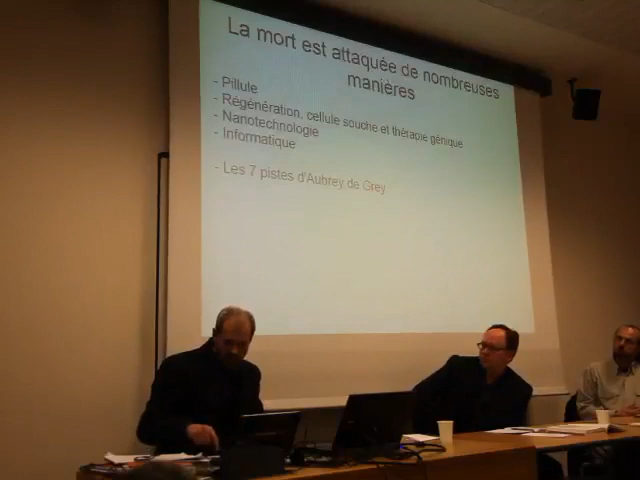 La mort est attaquée de nombreuses
manières
- Pillule
- Régénération, cellule souche et thérapie génique
- Nanotechnologie
- Informatique
- Les 7 pistes d'Aubrey de Grey